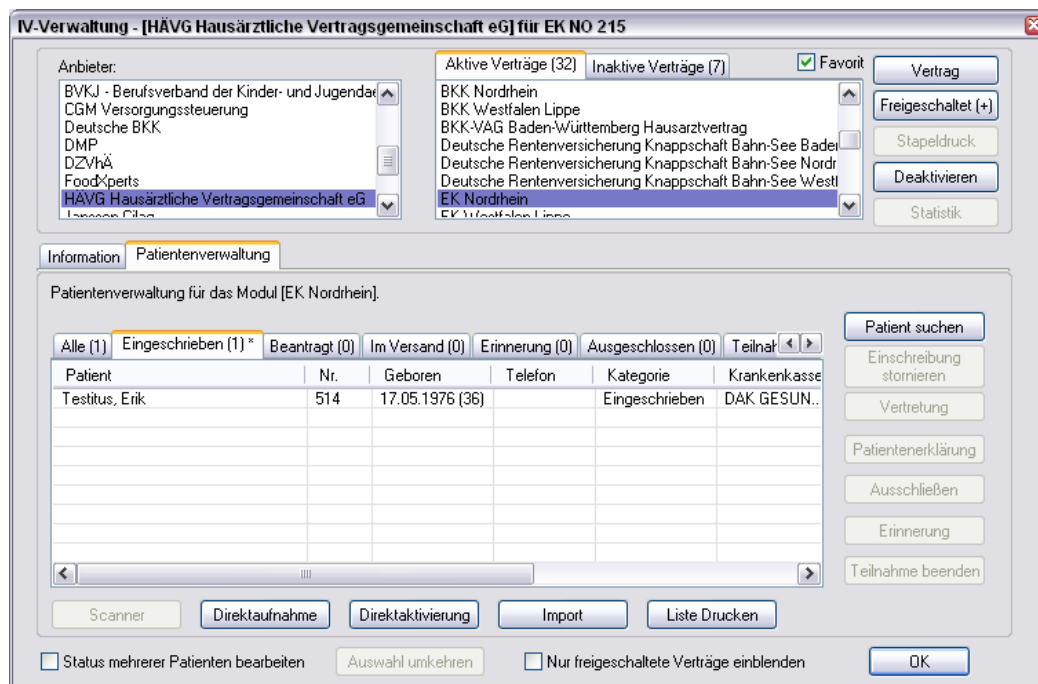 IV-Verwaltung - [HÄVG Hausärztliche Vertragsgemeinschaft eG] für EK NO 215
Anbieter:
BVKJ - Berufsverband der Kinder- und Jugendae
CGM Versorgungssteuerung
Deutsche BKK
DMP
DZVhÄ
FoodXperts
HÄVG Hausärztliche Vertragsgemeinschaft eG
Janssen Cilag
Aktive Verträge (32) Inaktive Verträge (7)
Favorit
BKK Nordrhein
BKK Westfalen Lippe
BKK-VAG Baden-Württemberg Hausarztvertrag
Deutsche Rentenversicherung Knappschaft Bahn-See Bader
Deutsche Rentenversicherung Knappschaft Bahn-See Nordr
Deutsche Rentenversicherung Knappschaft Bahn-See Westf
EK Nordrhein
EK Westfalen Lippe
Vertrag
Freigeschaltet (+)
Stapeldruck
Deaktivieren
Statistik
Information Patientenverwaltung
Patientenverwaltung für das Modul [EK Nordrhein].
Alle (1) Eingeschrieben (1) * Beantragt (0) Im Versand (0) Erinnerung (0) Ausgeschlossen (0) Teilnah
Patient Nr. Geboren Telefon Kategorie Krankenkasse
Testitus, Erik 514 17.05.1976 (36) Eingeschrieben DAK GESUN..
Patient suchen
Einschreibung
stornieren
Vertretung
Patientenerklärung
Ausschließen
Erinnerung
Teilnahme beenden
Scanner Direktaufnahme Direktaktivierung Import Liste Drucken
Status mehrerer Patienten bearbeiten Auswahl umkehren Nur freigeschaltete Verträge einblenden OK